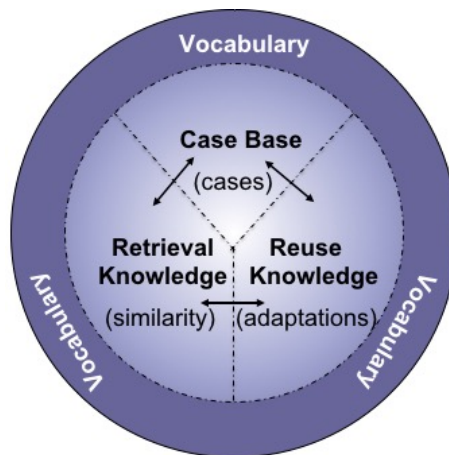 Vocabulary
Case Base
(cases)
Retrieval
Knowledge
(similarity)
Reuse
Knowledge
(adaptations)
Vocabulary
Vocabulary